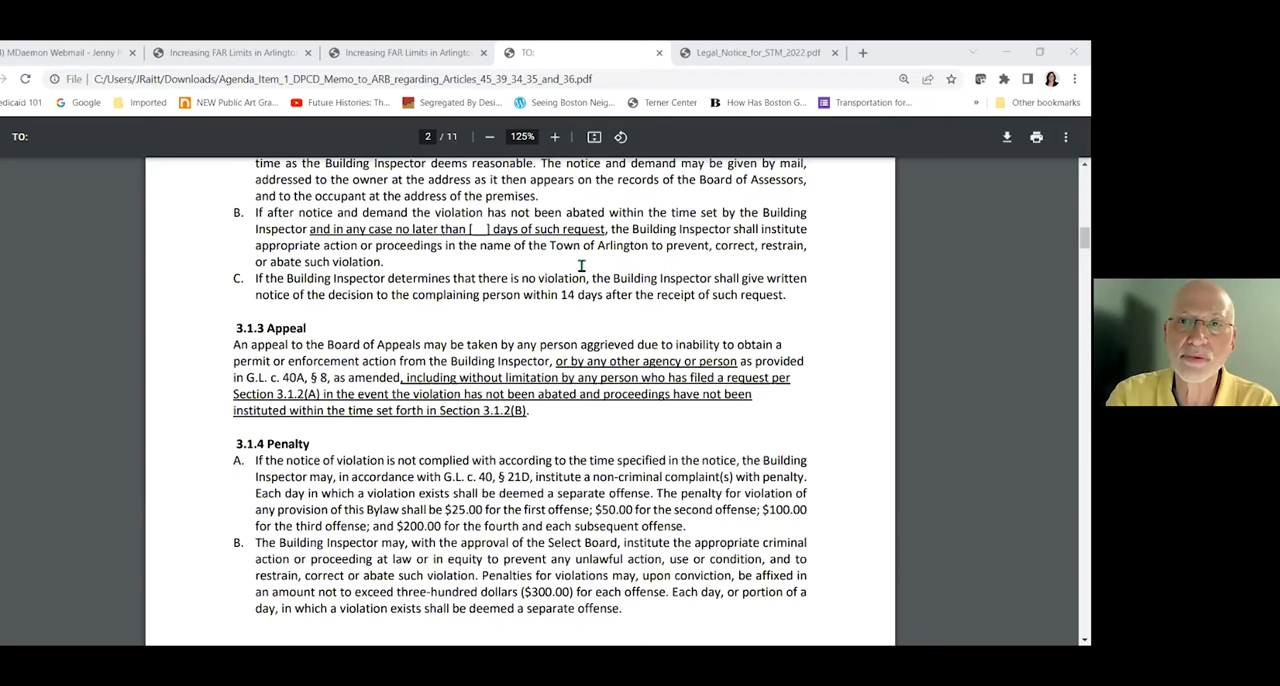 ) MDaemon Webmail - Jenny
Increasing FAR Limits in Arlingto
Increasing FAR Limits in Arlingto
TO:
Legal_Notice_for_STM_2022.pdf
File
C:/Users/JRaitt/Downloads/Agenda_Item_1_DPCD_Memo_to_ARB_regarding_Articles_45_39_34_35_and_36.pdf
edicaid 101
Google
Imported
NEW Public Art Gra...
Future Histories: Th...
Segregated By Desi...
Seeing Boston Neig...
Terner Center
How Has Boston G...
Transportation for...
»
Other bookmarks
TO:
2 / 11
125%
time as the Building Inspector deems reasonable. The notice and demand may be given by mail,
addressed to the owner at the address as it then appears on the records of the Board of Assessors,
and to the occupant at the address of the premises.
B. If after notice and demand the violation has not been abated within the time set by the Building
Inspector and in any case no later than [__] days of such request, the Building Inspector shall institute
appropriate action or proceedings in the name of the Town of Arlington to prevent, correct, restrain,
or abate such violation.
C. If the Building Inspector determines that there is no violation, the Building Inspector shall give written
notice of the decision to the complaining person within 14 days after the receipt of such request.
3.1.3 Appeal
An appeal to the Board of Appeals may be taken by any person aggrieved due to inability to obtain a
permit or enforcement action from the Building Inspector, or by any other agency or person as provided
in G.L. c. 40A, § 8, as amended, including without limitation by any person who has filed a request per
Section 3.1.2(A) in the event the violation has not been abated and proceedings have not been
instituted within the time set forth in Section 3.1.2(B).
3.1.4 Penalty
A. If the notice of violation is not complied with according to the time specified in the notice, the Building
Inspector may, in accordance with G.L. c. 40, § 21D, institute a non-criminal complaint(s) with penalty.
Each day in which a violation exists shall be deemed a separate offense. The penalty for violation of
any provision of this Bylaw shall be $25.00 for the first offense; $50.00 for the second offense; $100.00
for the third offense; and $200.00 for the fourth and each subsequent offense.
B. The Building Inspector may, with the approval of the Select Board, institute the appropriate criminal
action or proceeding at law or in equity to prevent any unlawful action, use or condition, and to
restrain, correct or abate such violation. Penalties for violations may, upon conviction, be affixed in
an amount not to exceed three-hundred dollars ($300.00) for each offense. Each day, or portion of a
day, in which a violation exists shall be deemed a separate offense.